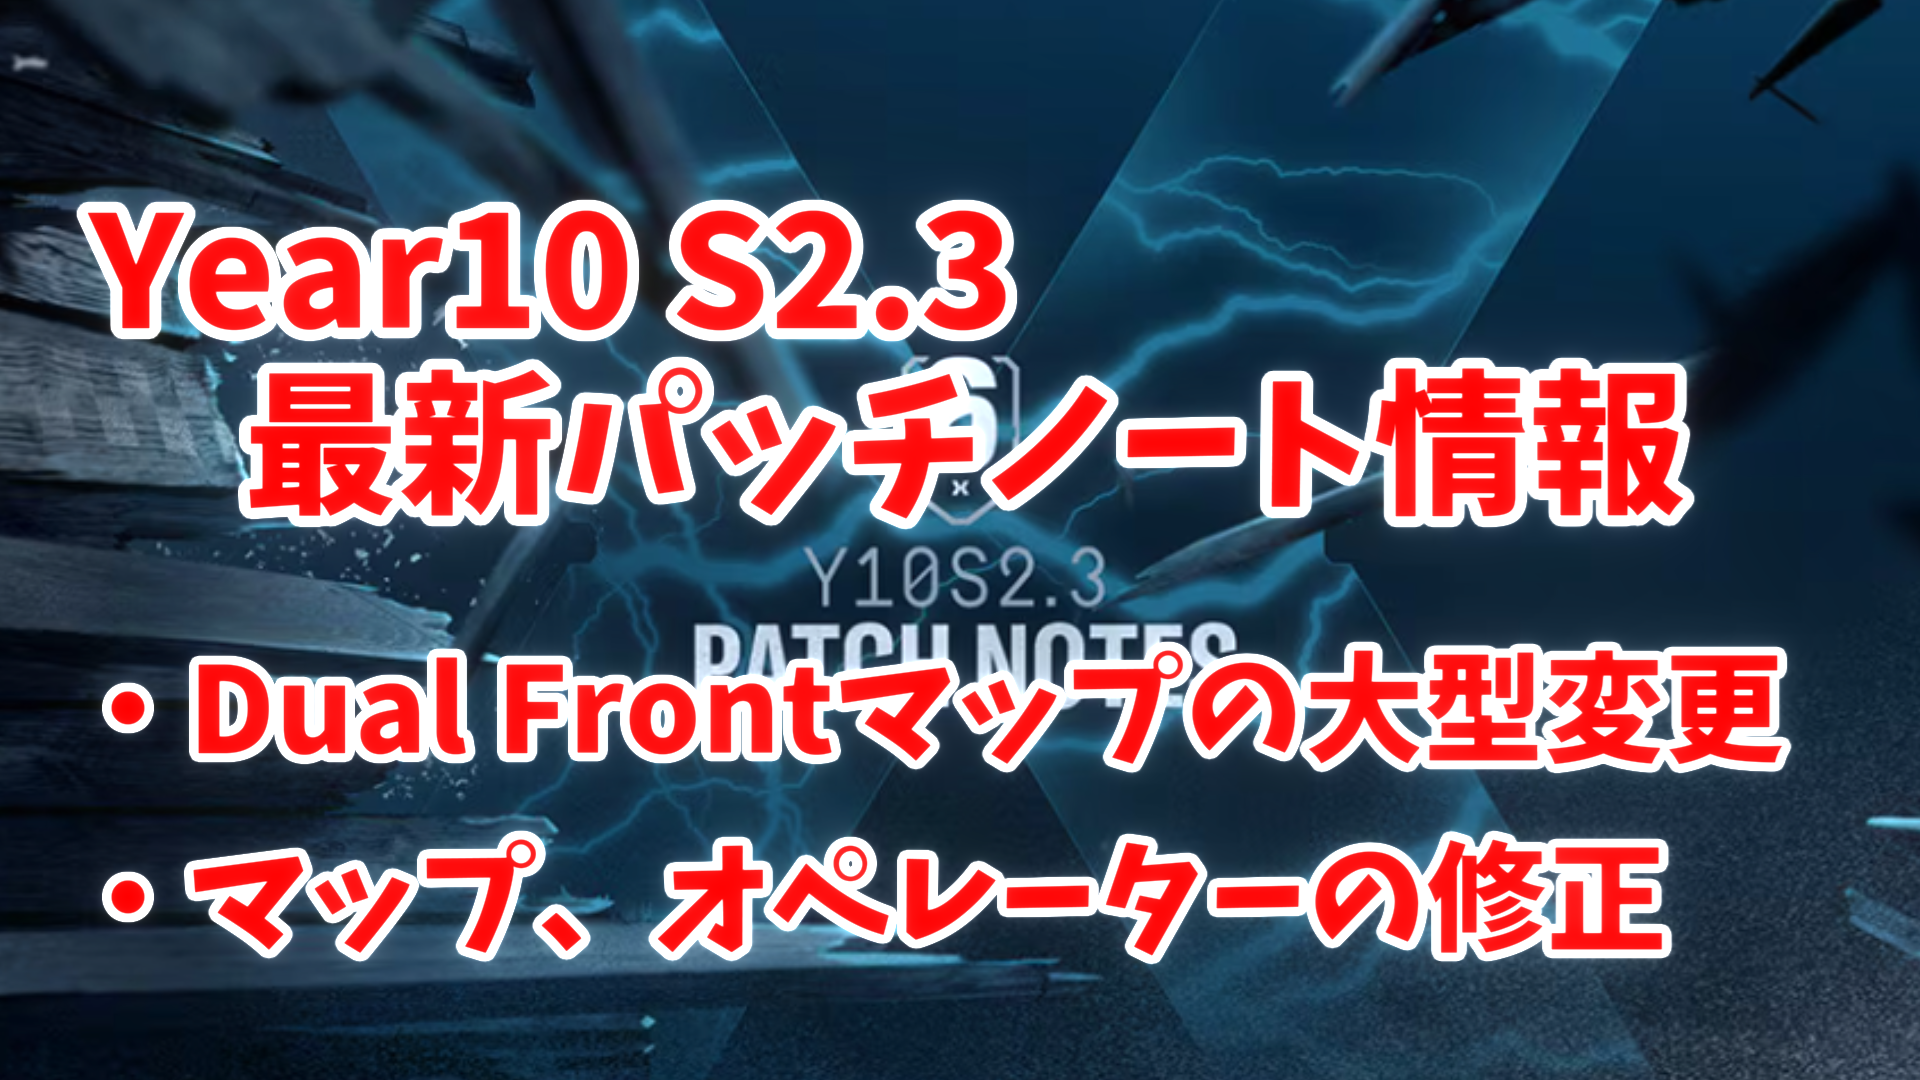 Year10 S2.3
最新パッチノート情報
6
x
Y10S2.3
PATCH NOTES
・Dual Frontマップの大型変更
・マップ、オペレーターの修正